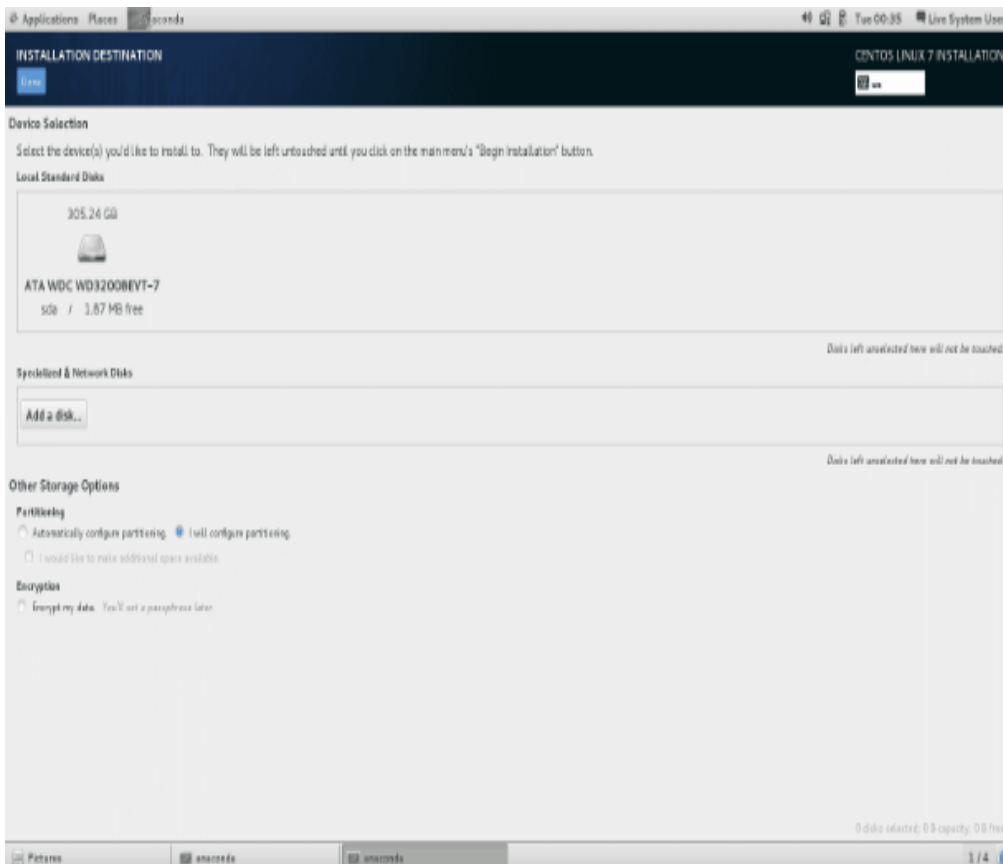 Applications Places anaconda Tue 00:35 Live System User
INSTALLATION DESTINATION CENTOS LINUX 7 INSTALLATION
Done
us
Device Selection
Select the device(s) you'd like to install to. They will be left untouched until you click on the main menu's "Begin Installation" button.
Local Standard Disks
305.24 GB
ATA WDC WD3200BEVT-7
sda / 1.87 MB free
Disks left unselected here will not be touched.
Specialized & Network Disks
Add a disk...
Disks left unselected here will not be touched.
Other Storage Options
Partitioning
Automatically configure partitioning. I will configure partitioning.
I would like to make additional space available.
Encryption
Encrypt my data. You'll set a passphrase later.
0 disks selected; 0 B capacity; 0 B free
Pictures anaconda anaconda 1 / 4